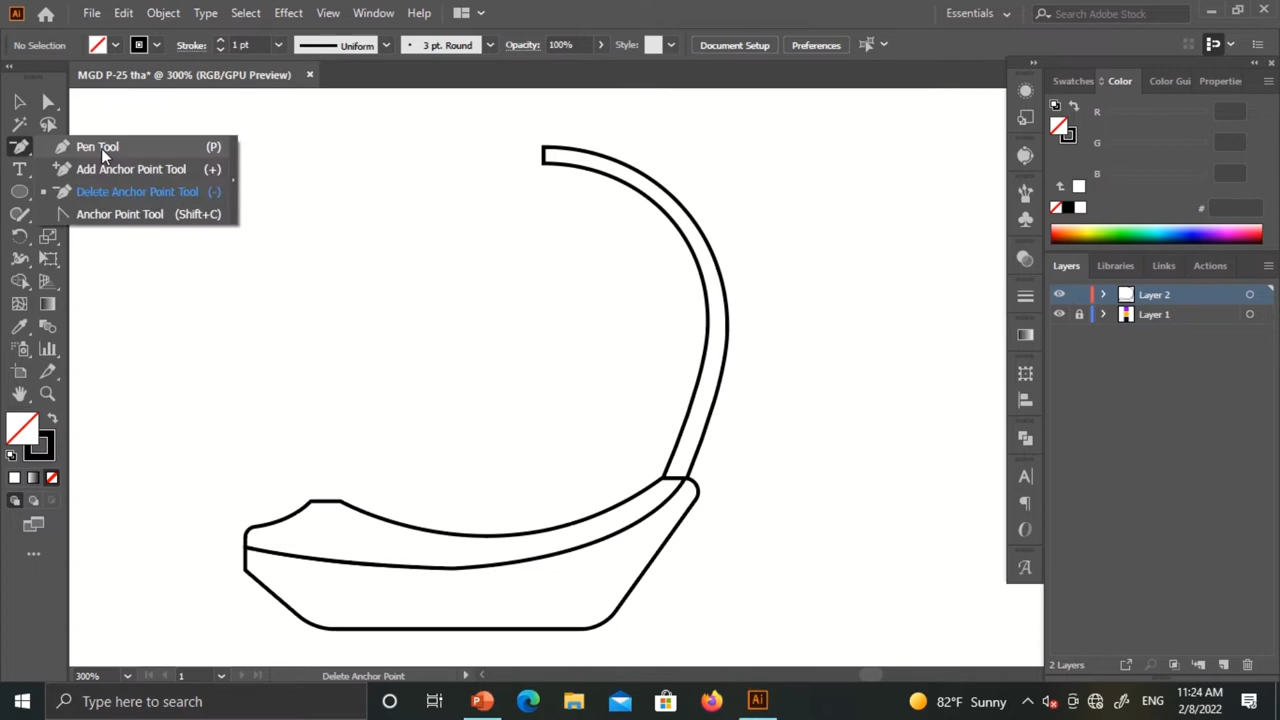 Ai File Edit Object Type Select Effect View Window Help Essentials Search Adobe Stock
No Selection Stroke: 1 pt Uniform 3 pt. Round Opacity: 100% Style: Document Setup Preferences
MGD P-25 tha* @ 300% (RGB/GPU Preview)
Swatches Color Color Gui Propertie
R
G
B
#
Pen Tool (P)
Add Anchor Point Tool (+)
Delete Anchor Point Tool (-)
Anchor Point Tool (Shift+C)
Layers Libraries Links Actions
Layer 2
Layer 1
300% 1 Delete Anchor Point
2 Layers
Type here to search
Ai
82°F Sunny
ENG
11:24 AM
2/8/2022